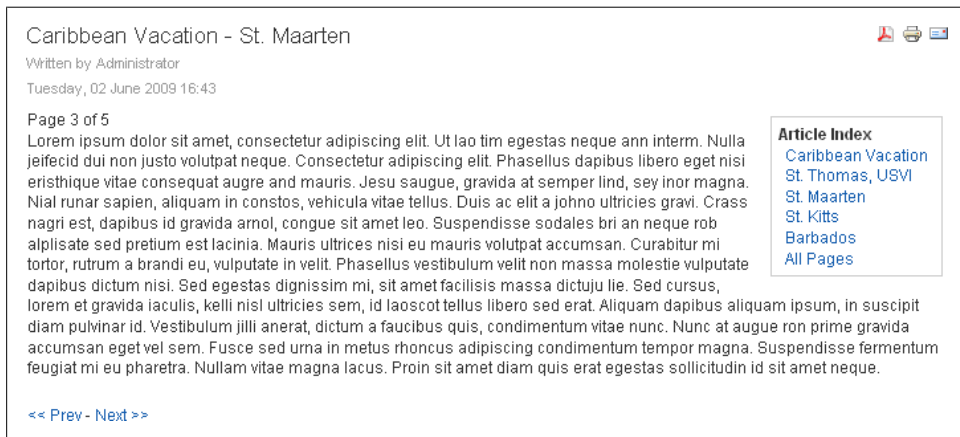 Caribbean Vacation - St. Maarten
Written by Administrator
Tuesday, 02 June 2009 16:43
Page 3 of 5
Lorem ipsum dolor sit amet, consectetur adipiscing elit. Ut lao tim egestas neque ann interm. Nulla
jeifecid dui non justo volutpat neque. Consectetur adipiscing elit. Phasellus dapibus libero eget nisi
eristhique vitae consequat augre and mauris. Jesu saugue, gravida at semper lind, sey inor magna.
Nial runar sapien, aliquam in constos, vehicula vitae tellus. Duis ac elit a johno ultricies gravi. Crass
nagri est, dapibus id gravida arnol, congue sit amet leo. Suspendisse sodales bri an neque rob
alplisate sed pretium est lacinia. Mauris ultrices nisi eu mauris volutpat accumsan. Curabitur mi
tortor, rutrum a brandi eu, vulputate in velit. Phasellus vestibulum velit non massa molestie vulputate
dapibus dictum nisi. Sed egestas dignissim mi, sit amet facilisis massa dictuju lie. Sed cursus,
lorem et gravida iaculis, kelli nisl ultricies sem, id laoscot tellus libero sed erat. Aliquam dapibus aliquam ipsum, in suscipit
diam pulvinar id. Vestibulum jilli anerat, dictum a faucibus quis, condimentum vitae nunc. Nunc at augue ron prime gravida
accumsan eget vel sem. Fusce sed urna in metus rhoncus adipiscing condimentum tempor magna. Suspendisse fermentum
feugiat mi eu pharetra. Nullam vitae magna lacus. Proin sit amet diam quis erat egestas sollicitudin id sit amet neque.
Article Index
Caribbean Vacation
St. Thomas, USVI
St. Maarten
St. Kitts
Barbados
All Pages
<< Prev - Next >>